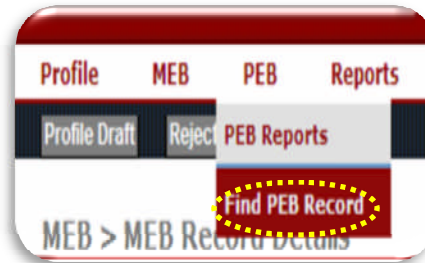 Profile MEB PEB Reports
Profile Draft Reject PEB Reports
Find PEB Record
MEB > MEB Record Details